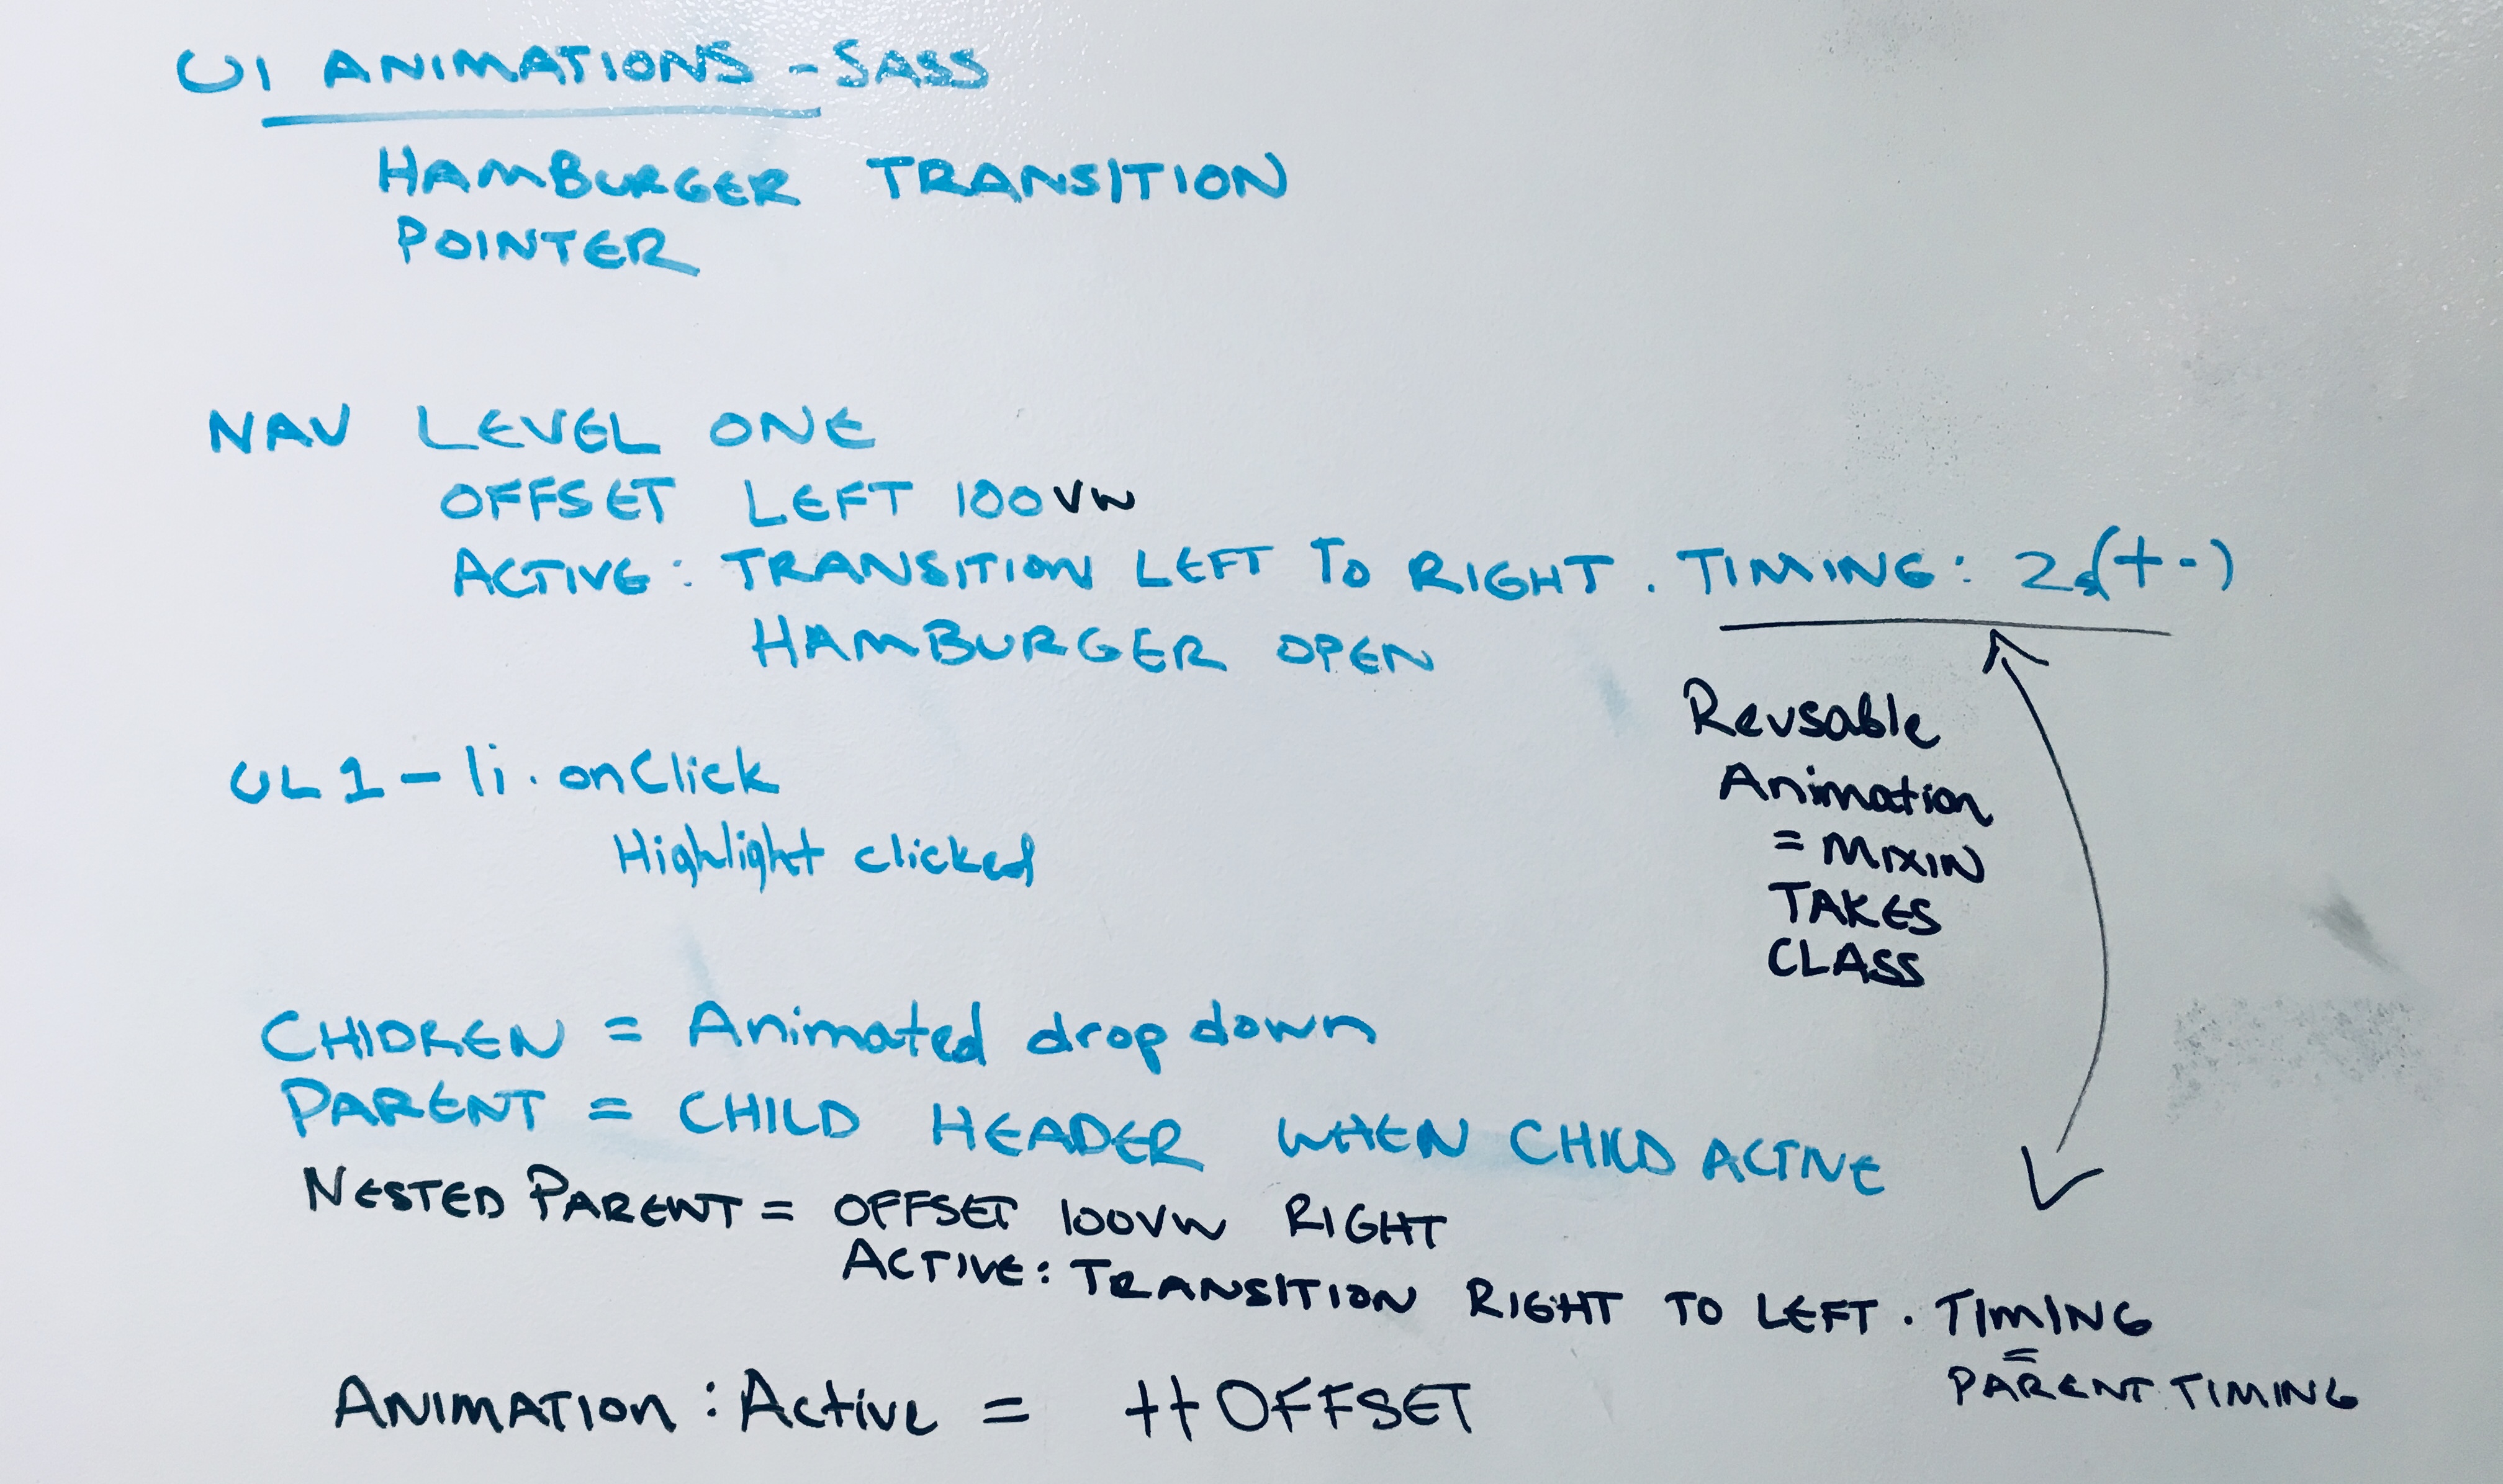 UI ANIMATIONS - SASS
HAMBURGER TRANSITION
POINTER
NAV LEVEL ONE
OFFSET LEFT 100VW
ACTIVE: TRANSITION LEFT TO RIGHT. TIMING: 2s(+-)
HAMBURGER OPEN
Reusable
Animation
= MIXIN
TAKES
CLASS
UL 1 - li.onClick
Highlight clicked
CHIDREN = Animated drop down
PARENT = CHILD HEADER WHEN CHILD ACTIVE
NESTED PARENT = OFFSET 100VW RIGHT
ACTIVE: TRANSITION RIGHT TO LEFT. TIMING
= PARENT TIMING
ANIMATION: Active = ++ OFFSET